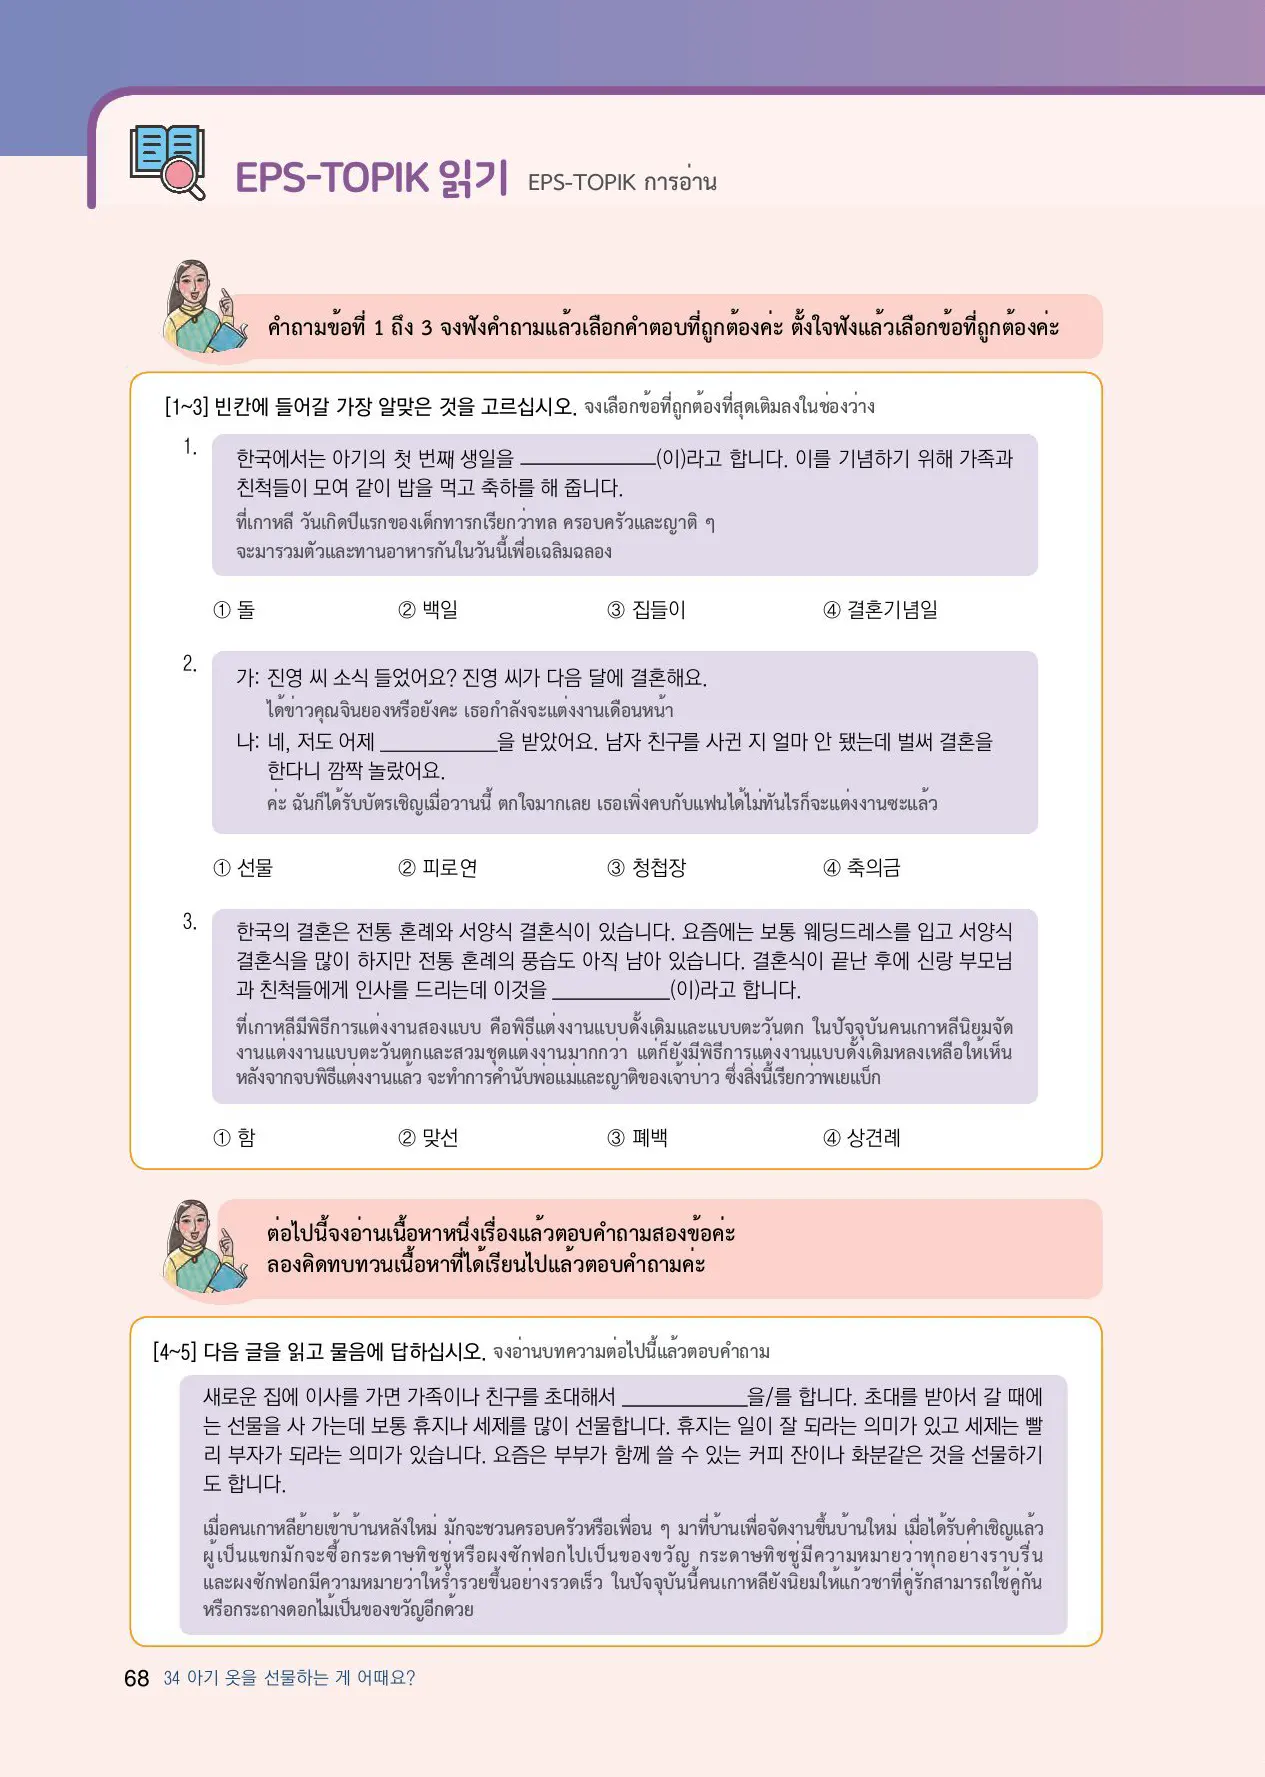 EPS-TOPIK 읽기 EPS-TOPIK การอ่าน
คำถามข้อที่ 1 ถึง 3 จงฟังคำถามแล้วเลือกคำตอบที่ถูกต้องค่ะ ตั้งใจฟังแล้วเลือกข้อที่ถูกต้องค่ะ
[1~3] 빈칸에 들어갈 가장 알맞은 것을 고르십시오. จงเลือกข้อที่ถูกต้องที่สุดเติมลงในช่องว่าง
1.
한국에서는 아기의 첫 번째 생일을 ____________(이)라고 합니다. 이를 기념하기 위해 가족과
친척들이 모여 같이 밥을 먹고 축하를 해 줍니다.
ที่เกาหลี วันเกิดปีแรกของเด็กทารกเรียกว่าทล ครอบครัวและญาติ ๆ
จะมารวมตัวและทานอาหารกันในวันนี้เพื่อเฉลิมฉลอง
① 돌 ② 백일 ③ 집들이 ④ 결혼기념일
2.
가: 진영 씨 소식 들었어요? 진영 씨가 다음 달에 결혼해요.
ได้ข่าวคุณจินยองหรือยังคะ เธอกำลังจะแต่งงานเดือนหน้า
나: 네, 저도 어제 ___________을 받았어요. 남자 친구를 사귄 지 얼마 안 됐는데 벌써 결혼을
한다니 깜짝 놀랐어요.
ค่ะ ฉันก็ได้รับบัตรเชิญเมื่อวานนี้ ตกใจมากเลย เธอเพิ่งคบกับแฟนได้ไม่ทันไรก็จะแต่งงานซะแล้ว
① 선물 ② 피로연 ③ 청첩장 ④ 축의금
3.
한국의 결혼은 전통 혼례와 서양식 결혼식이 있습니다. 요즘에는 보통 웨딩드레스를 입고 서양식
결혼식을 많이 하지만 전통 혼례의 풍습도 아직 남아 있습니다. 결혼식이 끝난 후에 신랑 부모님
과 친척들에게 인사를 드리는데 이것을 ___________(이)라고 합니다.
ที่เกาหลีมีพิธีการแต่งงานสองแบบ คือพิธีแต่งงานแบบดั้งเดิมและแบบตะวันตก ในปัจจุบันคนเกาหลีนิยมจัด
งานแต่งงานแบบตะวันตกและสวมชุดแต่งงานมากกว่า แต่ก็ยังมีพิธีการแต่งงานแบบดั้งเดิมหลงเหลือให้เห็น
หลังจากจบพิธีแต่งงานแล้ว จะทำการคำนับพ่อแม่และญาติของเจ้าบ่าว ซึ่งสิ่งนี้เรียกว่าพเยแบ็ก
① 함 ② 맞선 ③ 폐백 ④ 상견례
ต่อไปนี้จงอ่านเนื้อหาหนึ่งเรื่องแล้วตอบคำถามสองข้อค่ะ
ลองคิดทบทวนเนื้อหาที่ได้เรียนไปแล้วตอบคำถามค่ะ
[4~5] 다음 글을 읽고 물음에 답하십시오. จงอ่านบทความต่อไปนี้แล้วตอบคำถาม
새로운 집에 이사를 가면 가족이나 친구를 초대해서 ____________을/를 합니다. 초대를 받아서 갈 때에
는 선물을 사 가는데 보통 휴지나 세제를 많이 선물합니다. 휴지는 일이 잘 되라는 의미가 있고 세제는 빨
리 부자가 되라는 의미가 있습니다. 요즘은 부부가 함께 쓸 수 있는 커피 잔이나 화분같은 것을 선물하기
도 합니다.
เมื่อคนเกาหลีย้ายเข้าบ้านหลังใหม่ มักจะชวนครอบครัวหรือเพื่อน ๆ มาที่บ้านเพื่อจัดงานขึ้นบ้านใหม่ เมื่อได้รับคำเชิญแล้ว
ผู้เป็นแขกมักจะซื้อกระดาษทิชชู่หรือผงซักฟอกไปเป็นของขวัญ กระดาษทิชชู่มีความหมายว่าทุกอย่างราบรื่น
และผงซักฟอกมีความหมายว่าให้ร่ำรวยขึ้นอย่างรวดเร็ว ในปัจจุบันนี้คนเกาหลียังนิยมให้แก้วชาที่คู่รักสามารถใช้คู่กัน
หรือกระถางดอกไม้เป็นของขวัญอีกด้วย
68 34 아기 옷을 선물하는 게 어때요?